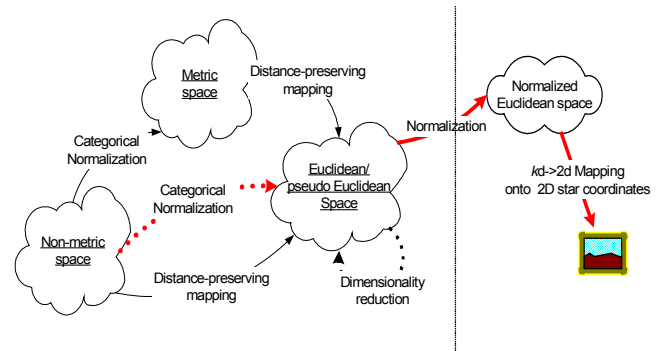 Metric
space
Distance-preserving
mapping
Normalized
Euclidean space
Normalization
Categorical
Normalization
Euclidean/
pseudo Euclidean
Space
Categorical
Normalization
kd->2d Mapping
onto 2D star coordinates
Non-metric
space
Distance-preserving
mapping
Dimensionality
reduction